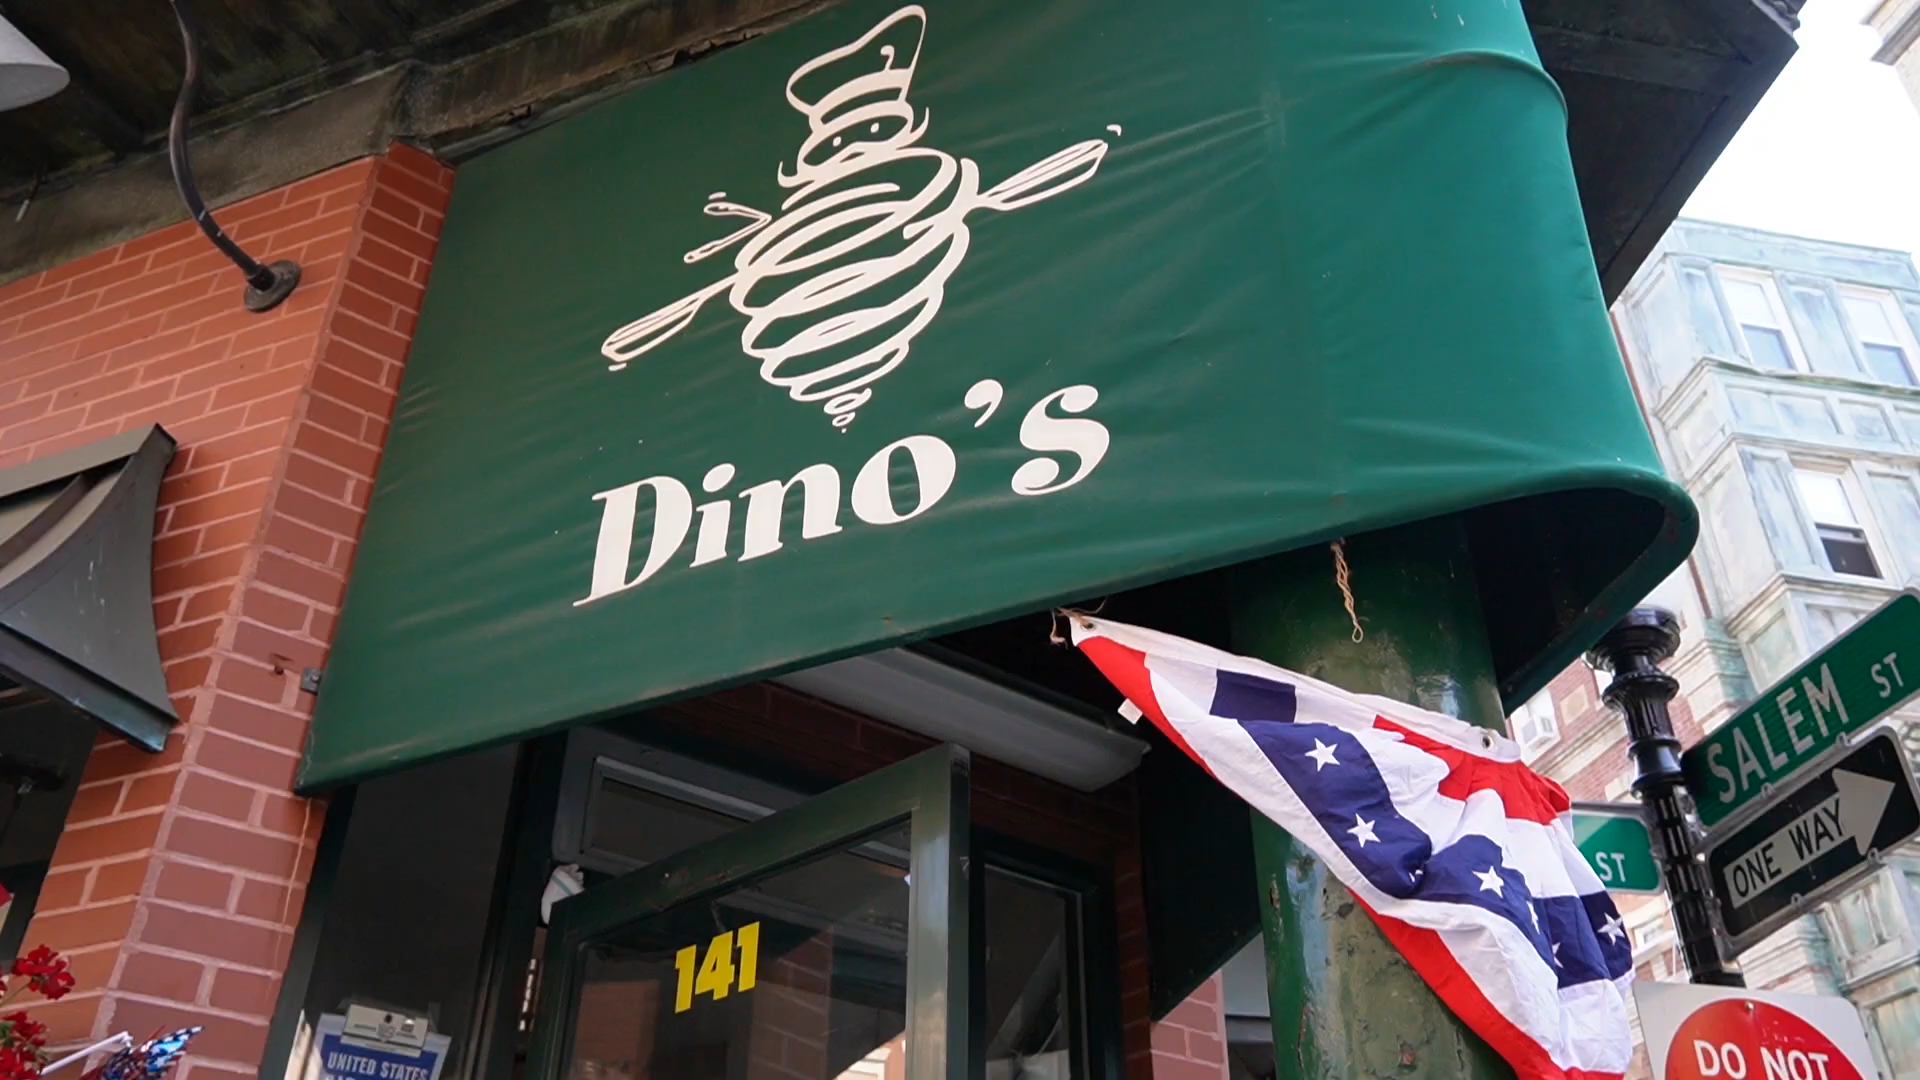 Dino's
SALEM ST
ONE WAY
ST
141
UNITED STATES
DO NOT